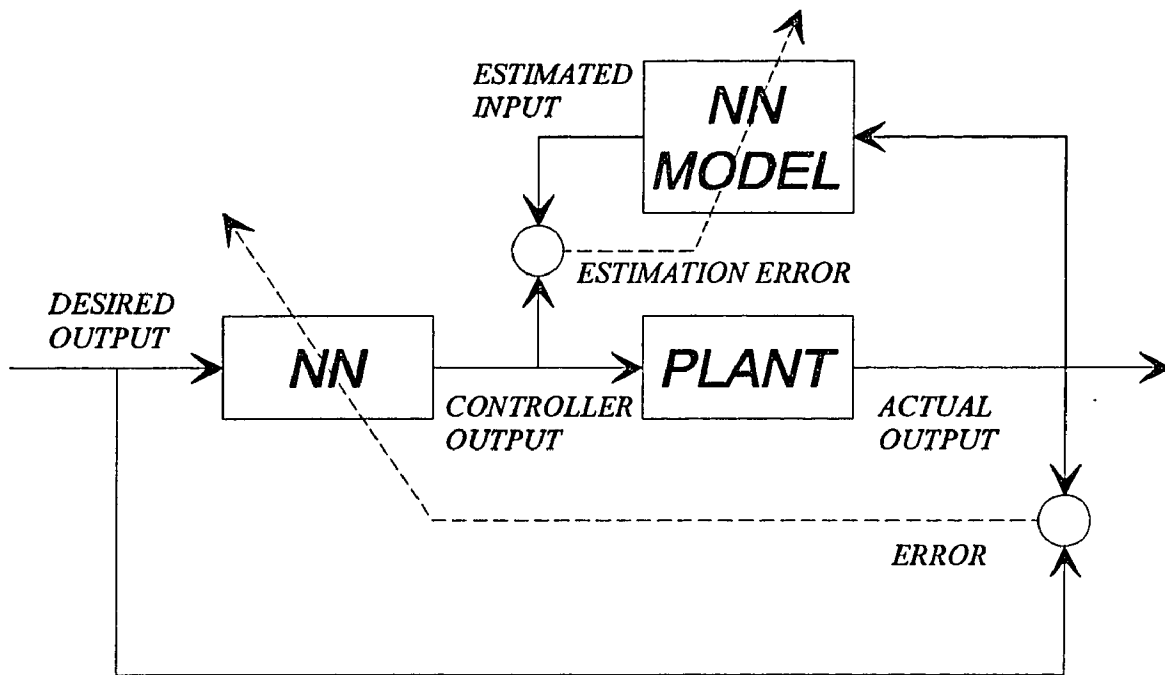 ESTIMATED
INPUT
NN
MODEL
ESTIMATION ERROR
DESIRED
OUTPUT
NN
PLANT
CONTROLLER
OUTPUT
ACTUAL
OUTPUT
ERROR